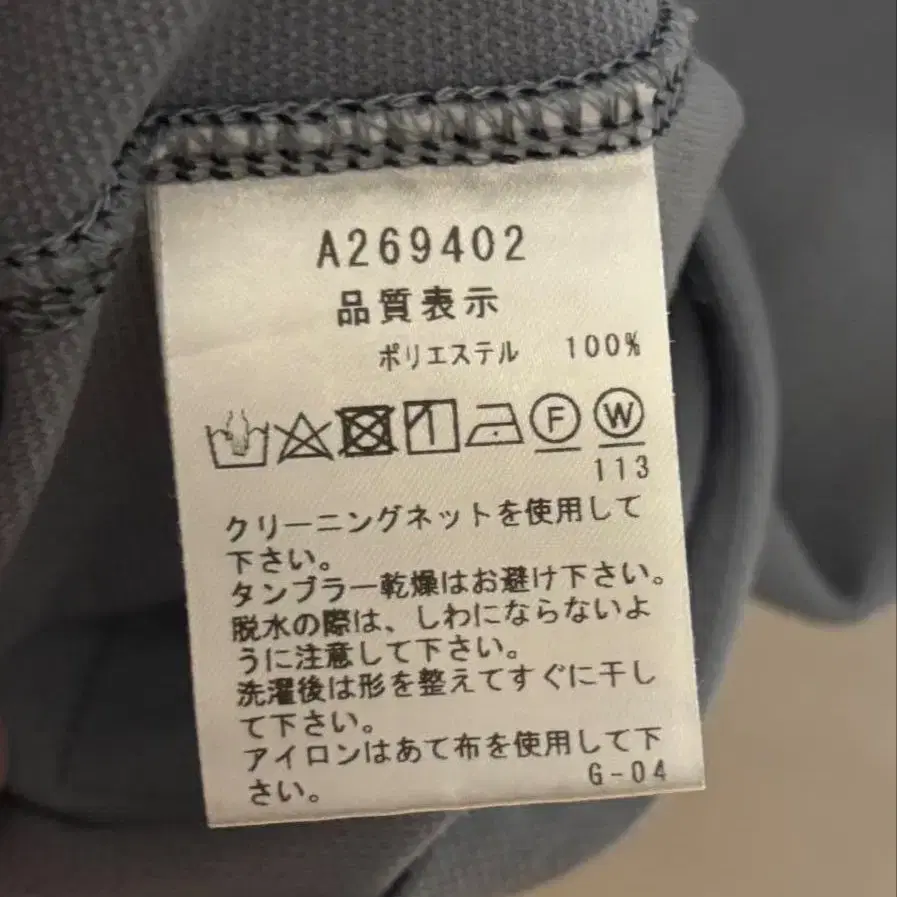 A269402
品質表示
ポリエステル 100%
F W
113
クリーニングネットを使用して
下さい。
タンブラー乾燥はお避け下さい。
脱水の際は、しわにならないよ
うに注意して下さい。
洗濯後は形を整えてすぐに干し
て下さい。
アイロンはあて布を使用して下
さい。
G-04